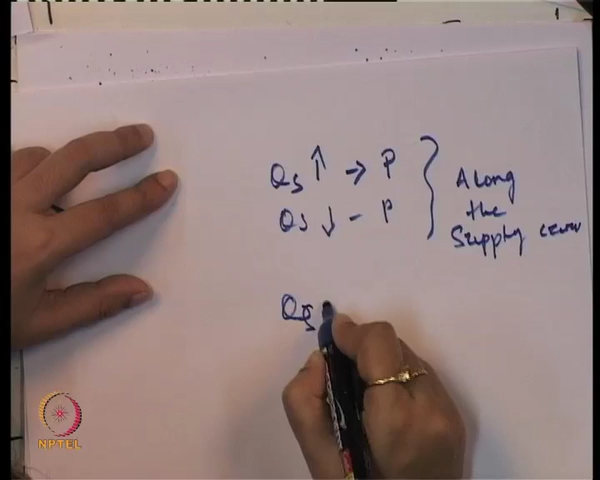 Qs ↑ → P } Along
Qs ↓ - P the
Supply curve
Qs
NPTEL